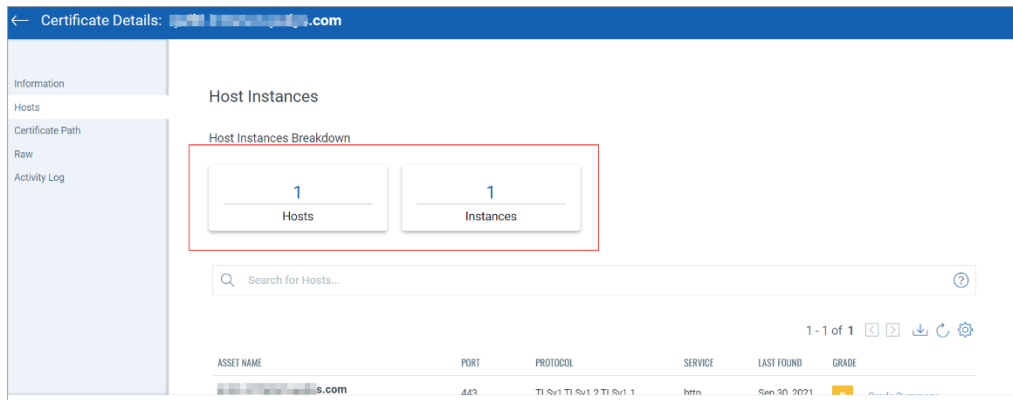 Certificate Details: .com
Information
Hosts
Certificate Path
Raw
Activity Log
Host Instances
Host Instances Breakdown
1
Hosts
1
Instances
Search for Hosts...
1 - 1 of 1
ASSET NAME PORT PROTOCOL SERVICE LAST FOUND GRADE
s.com 443 TLSv1,TLSv1.2,TLSv1.1 http Sep 30, 2021 Grade Summary